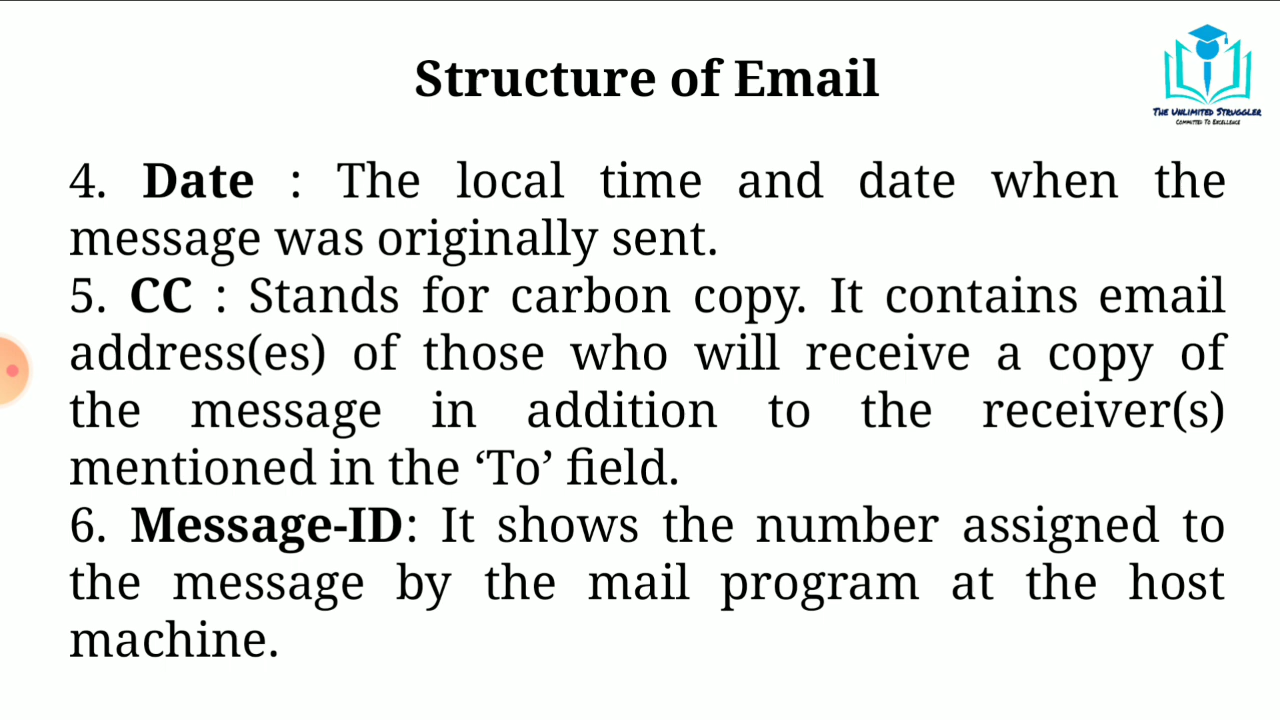 Structure of Email
THE UNLIMITED STRUGGLER
COMMITTED TO EXCELLENCE
4. Date : The local time and date when the
message was originally sent.
5. CC : Stands for carbon copy. It contains email
address(es) of those who will receive a copy of
the message in addition to the receiver(s)
mentioned in the ‘To’ field.
6. Message-ID: It shows the number assigned to
the message by the mail program at the host
machine.